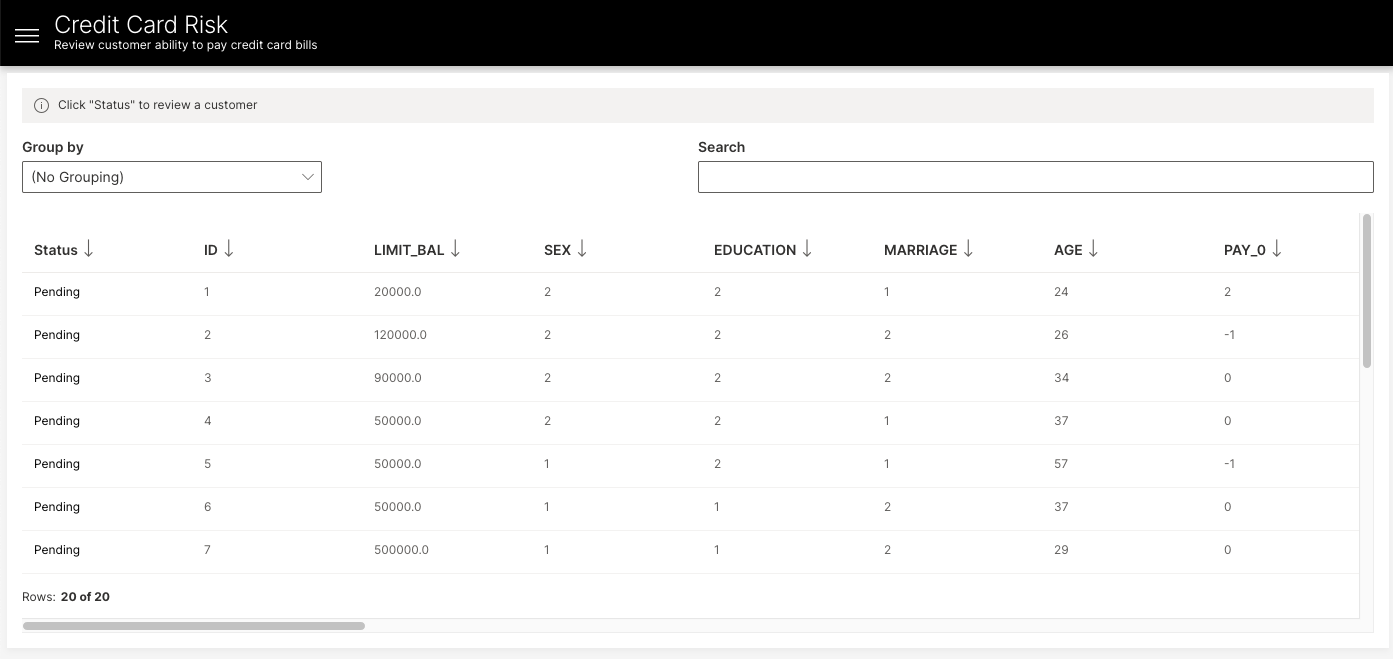 Credit Card Risk
Review customer ability to pay credit card bills
Click "Status" to review a customer
Group by
Search
(No Grouping)
Status ID LIMIT_BAL SEX EDUCATION MARRIAGE AGE PAY_0
Pending 1 20000.0 2 2 1 24 2
Pending 2 120000.0 2 2 2 26 -1
Pending 3 90000.0 2 2 2 34 0
Pending 4 50000.0 2 2 1 37 0
Pending 5 50000.0 1 2 1 57 -1
Pending 6 50000.0 1 1 2 37 0
Pending 7 500000.0 1 1 2 29 0
Rows: 20 of 20